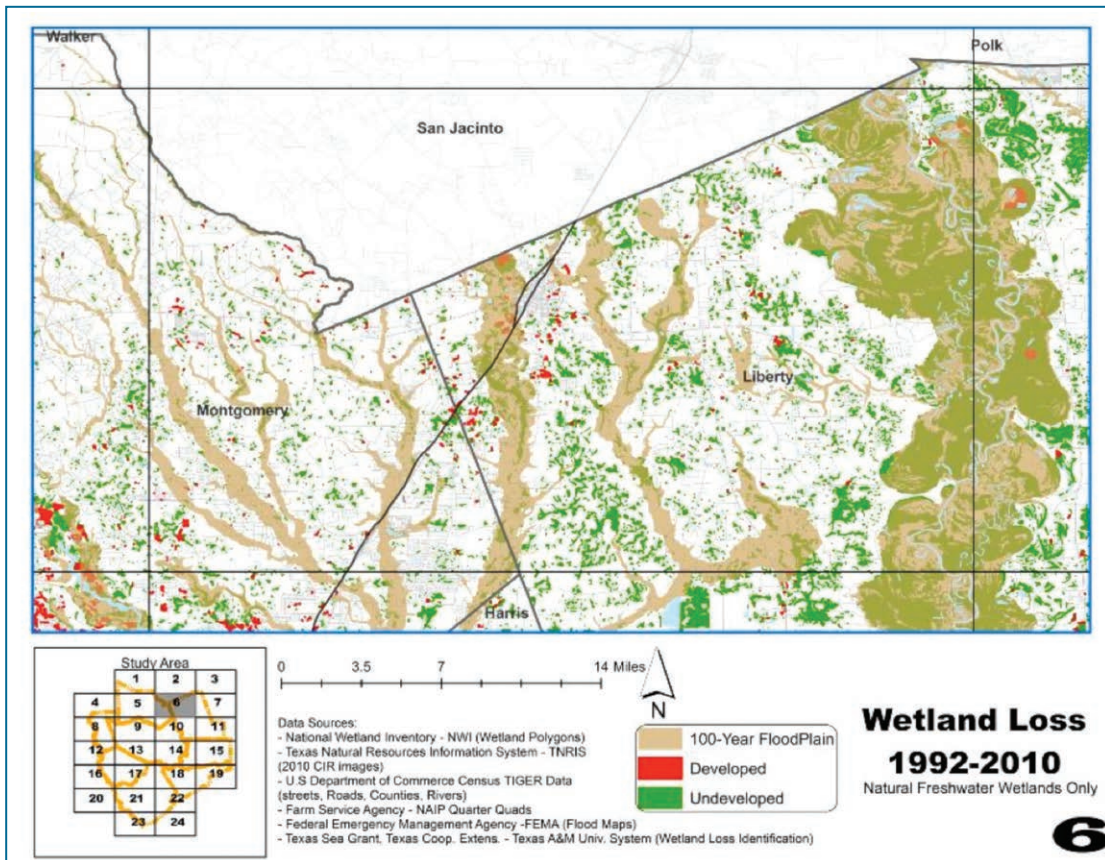 Walker
Polk
San Jacinto
Montgomery
Liberty
Harris
Study Area
1 2 3
4 5 6 7
8 9 10 11
12 13 14 15
16 17 18 19
20 21 22
23 24
0 3.5 7 14 Miles
N
Data Sources:
- National Wetland Inventory - NWI (Wetland Polygons)
- Texas Natural Resources Information System - TNRIS
(2010 CIR images)
- U.S Department of Commerce Census TIGER Data
(streets, Roads, Counties, Rivers)
- Farm Service Agency - NAIP Quarter Quads
- Federal Emergency Management Agency -FEMA (Flood Maps)
- Texas Sea Grant, Texas Coop. Extens. - Texas A&M Univ. System (Wetland Loss Identification)
100-Year FloodPlain
Developed
Undeveloped
Wetland Loss
1992-2010
Natural Freshwater Wetlands Only
6